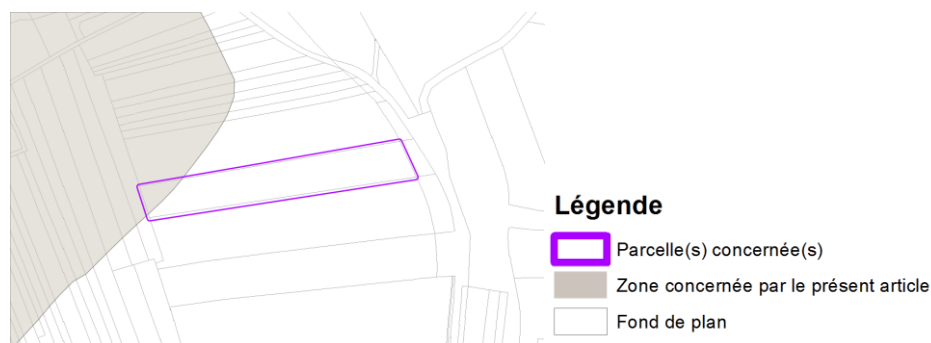 Légende
Parcelle(s) concernée(s)
Zone concernée par le présent article
Fond de plan